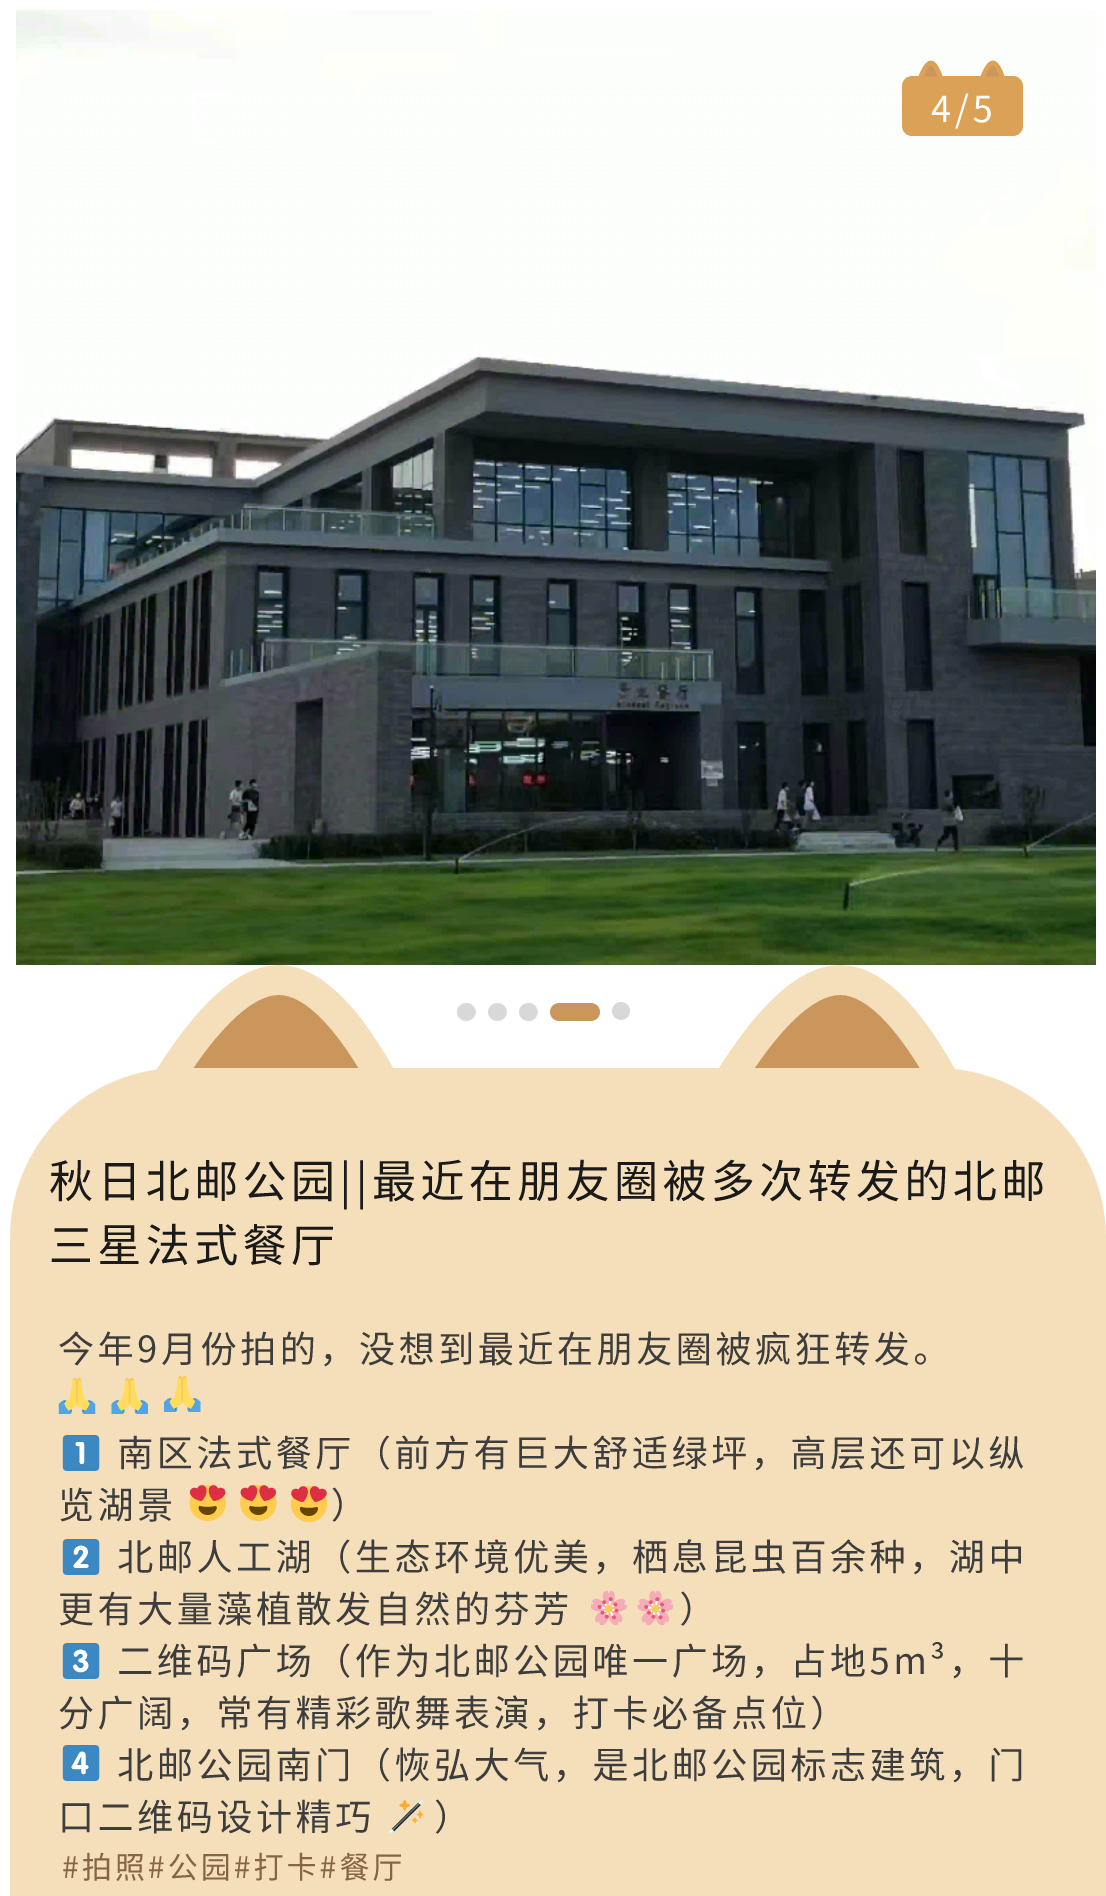 4/5
学生餐厅
秋日北邮公园||最近在朋友圈被多次转发的北邮
三星法式餐厅
今年9月份拍的，没想到最近在朋友圈被疯狂转发。
🙏🙏🙏
1️⃣ 南区法式餐厅（前方有巨大舒适绿坪，高层还可以纵
览湖景 😍😍😍）
2️⃣ 北邮人工湖（生态环境优美，栖息昆虫百余种，湖中
更有大量藻植散发自然的芬芳 🌸🌸）
3️⃣ 二维码广场（作为北邮公园唯一广场，占地5m³，十
分广阔，常有精彩歌舞表演，打卡必备点位）
4️⃣ 北邮公园南门（恢弘大气，是北邮公园标志建筑，门
口二维码设计精巧 🪄）
#拍照#公园#打卡#餐厅